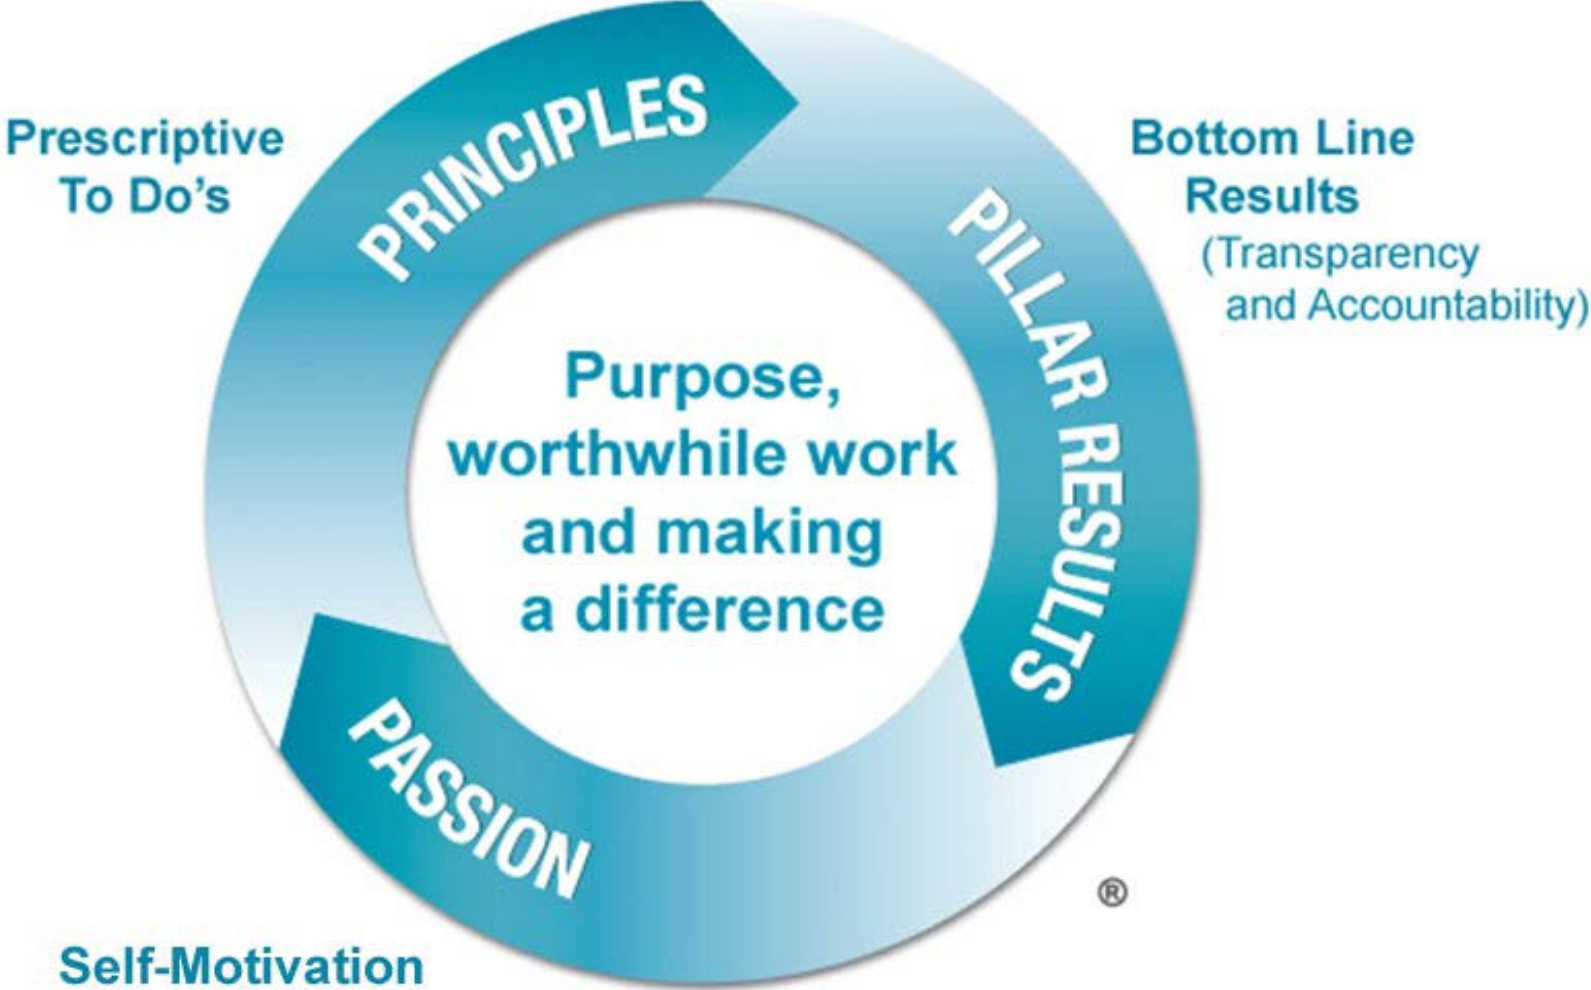 Prescriptive
To Do’s
PRINCIPLES
Bottom Line
Results
(Transparency
and Accountability)
PILLAR RESULTS
Purpose,
worthwhile work
and making
a difference
PASSION
®
Self-Motivation